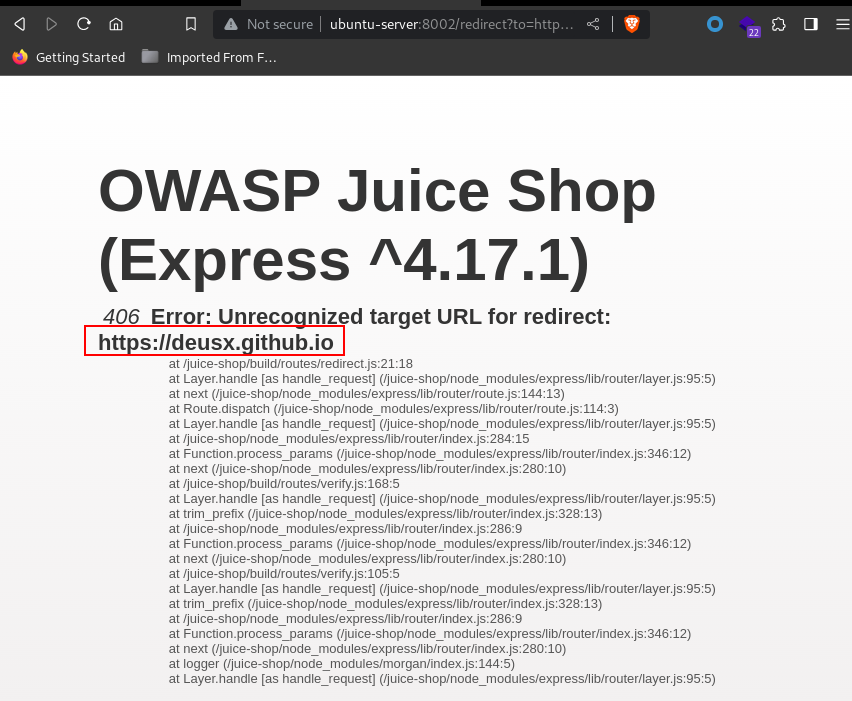 Not secure ubuntu-server:8002/redirect?to=http…
22
Getting Started Imported From F…
OWASP Juice Shop
(Express ^4.17.1)
406 Error: Unrecognized target URL for redirect:
https://deusx.github.io
at /juice-shop/build/routes/redirect.js:21:18
at Layer.handle [as handle_request] (/juice-shop/node_modules/express/lib/router/layer.js:95:5)
at next (/juice-shop/node_modules/express/lib/router/route.js:144:13)
at Route.dispatch (/juice-shop/node_modules/express/lib/router/route.js:114:3)
at Layer.handle [as handle_request] (/juice-shop/node_modules/express/lib/router/layer.js:95:5)
at /juice-shop/node_modules/express/lib/router/index.js:284:15
at Function.process_params (/juice-shop/node_modules/express/lib/router/index.js:346:12)
at next (/juice-shop/node_modules/express/lib/router/index.js:280:10)
at /juice-shop/build/routes/verify.js:168:5
at Layer.handle [as handle_request] (/juice-shop/node_modules/express/lib/router/layer.js:95:5)
at trim_prefix (/juice-shop/node_modules/express/lib/router/index.js:328:13)
at /juice-shop/node_modules/express/lib/router/index.js:286:9
at Function.process_params (/juice-shop/node_modules/express/lib/router/index.js:346:12)
at next (/juice-shop/node_modules/express/lib/router/index.js:280:10)
at /juice-shop/build/routes/verify.js:105:5
at Layer.handle [as handle_request] (/juice-shop/node_modules/express/lib/router/layer.js:95:5)
at trim_prefix (/juice-shop/node_modules/express/lib/router/index.js:328:13)
at /juice-shop/node_modules/express/lib/router/index.js:286:9
at Function.process_params (/juice-shop/node_modules/express/lib/router/index.js:346:12)
at next (/juice-shop/node_modules/express/lib/router/index.js:280:10)
at logger (/juice-shop/node_modules/morgan/index.js:144:5)
at Layer.handle [as handle_request] (/juice-shop/node_modules/express/lib/router/layer.js:95:5)